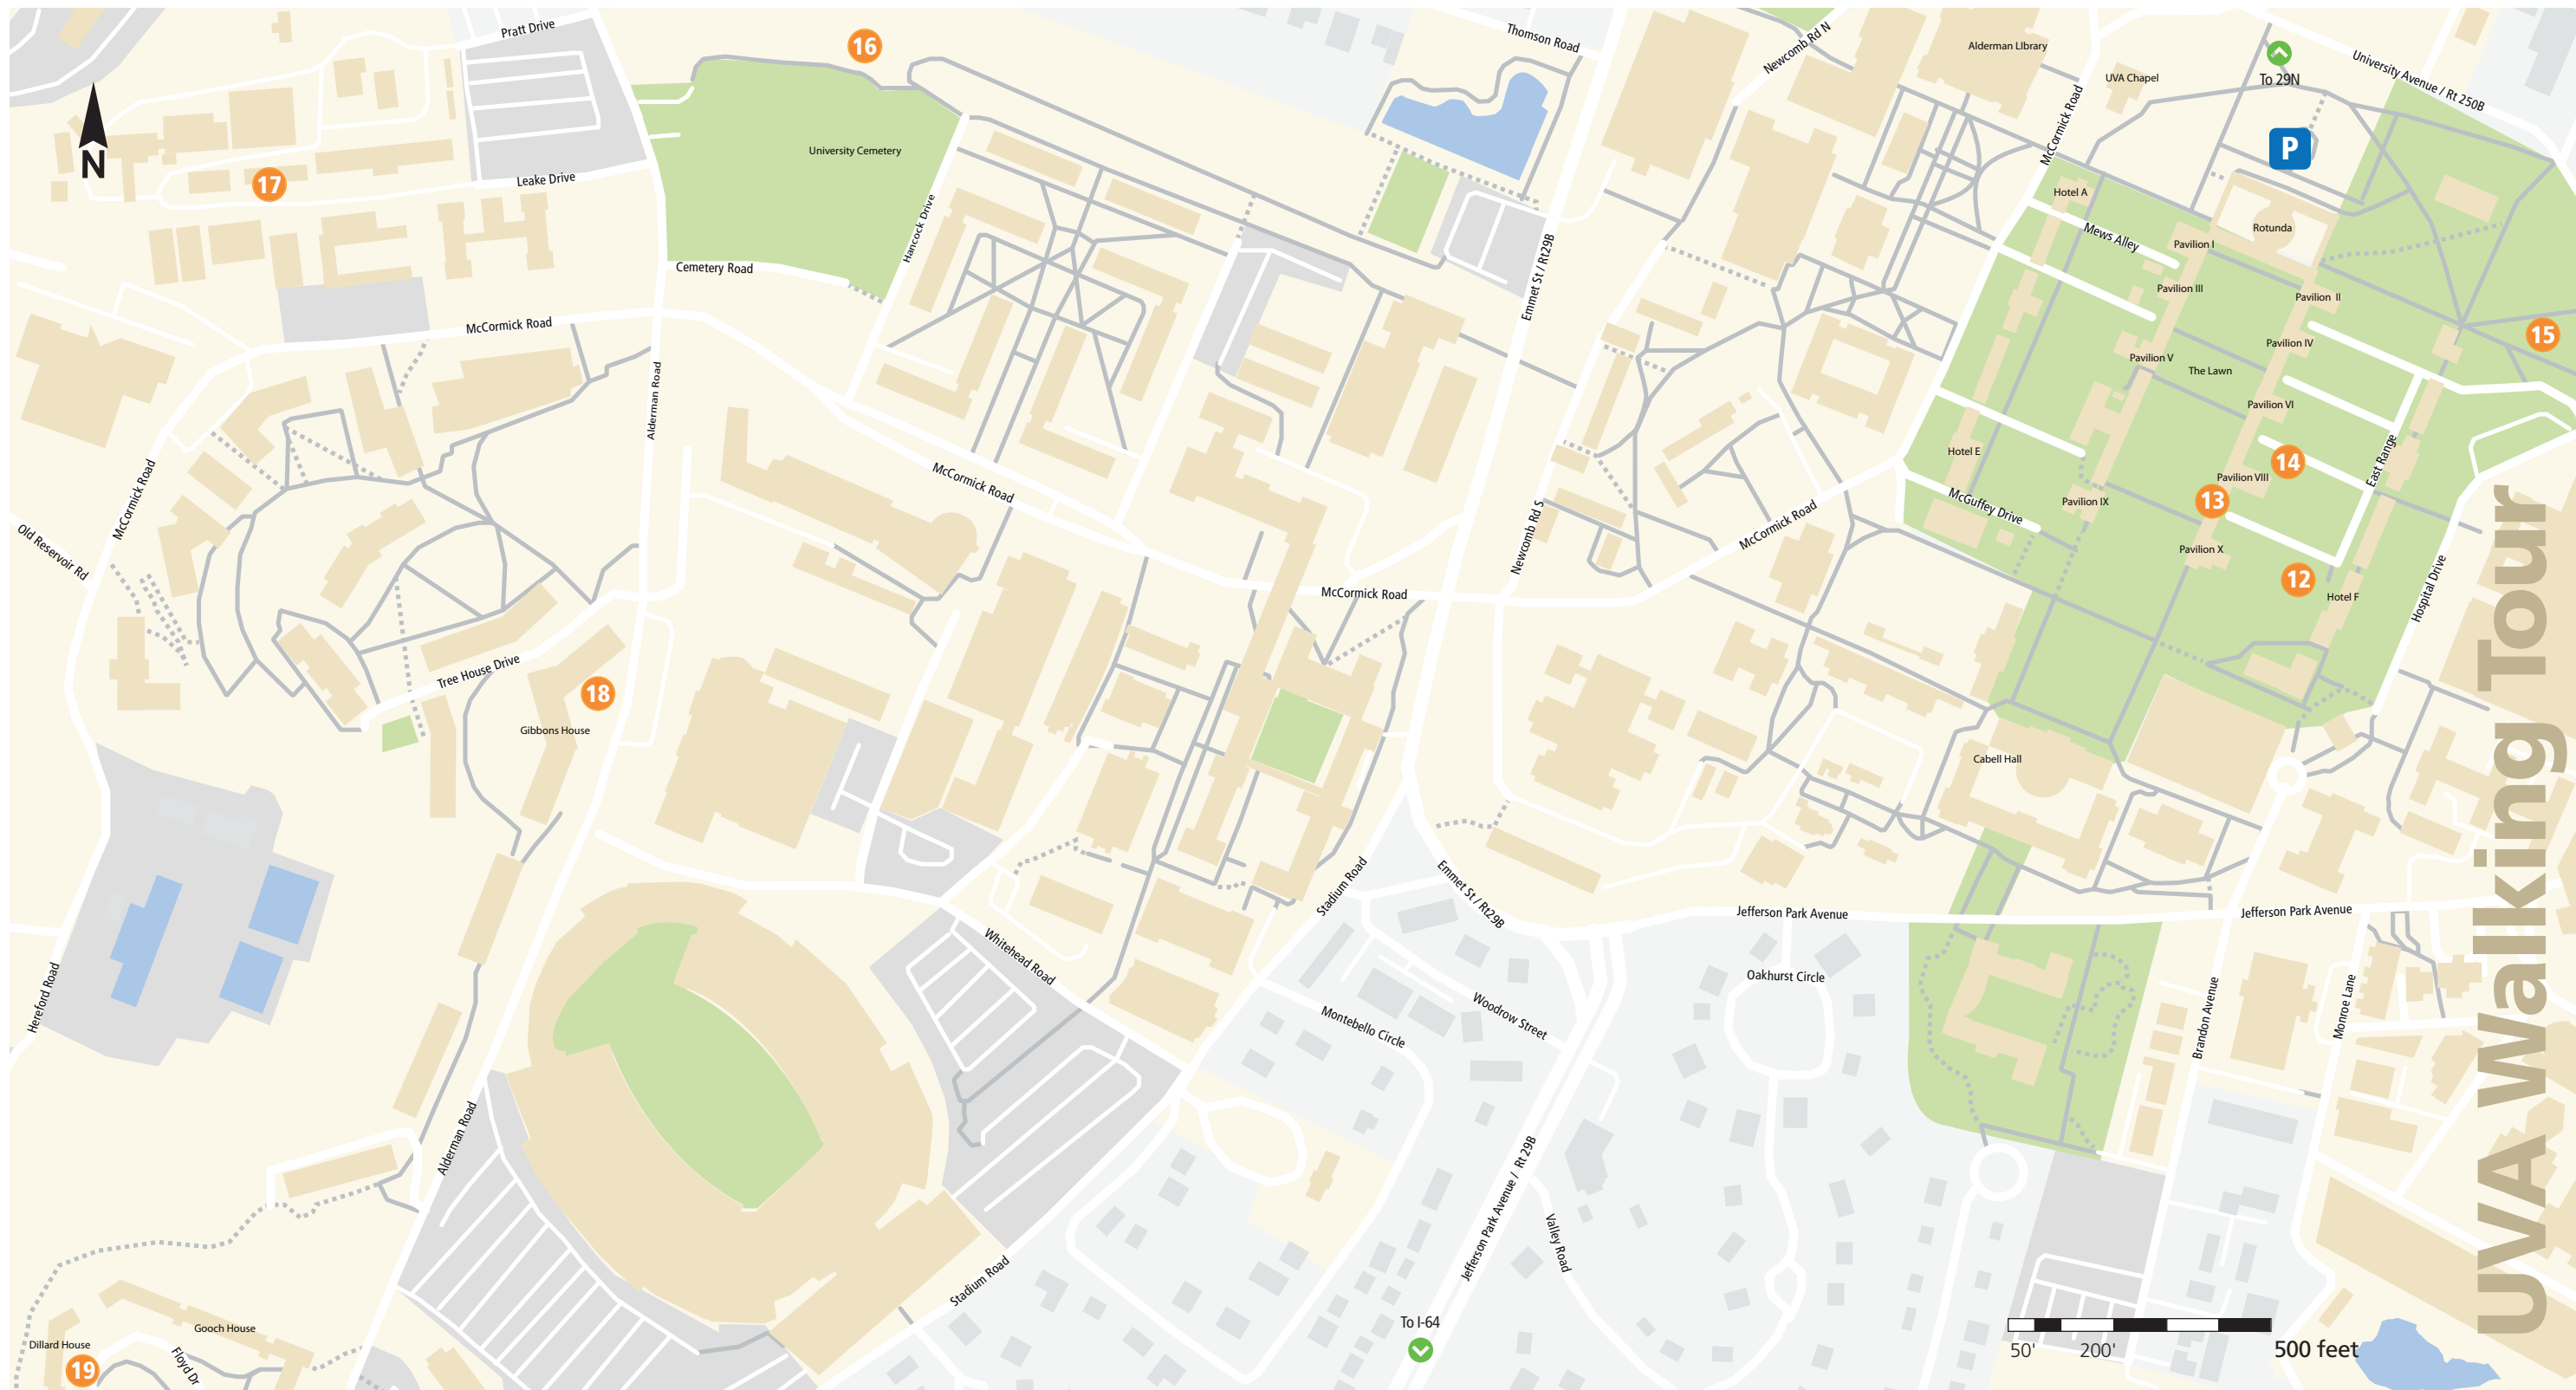 Pratt Drive
16
Thomson Road
Newcomb Rd N
Alderman LIbrary
UVA Chapel
To 29N
University Avenue / Rt 250B
N
University Cemetery
P
McCormick Road
17
Leake Drive
Hotel A
Hancock Drive
Mews Alley
Rotunda
Pavilion I
Cemetery Road
Emmet St / Rt29B
Pavilion III
Pavilion II
McCormick Road
15
Pavilion IV
Pavilion V
The Lawn
Alderman Road
Pavilion VI
Hotel E
14
East Range
McCormick Road
McCormick Road
Pavilion VIII
13
Pavilion IX
McGuffey Drive
McCormick Road
Old Reservoir Rd
Newcomb Rd S
Pavilion X
12
McCormick Road
Hotel F
Hospital Drive
Tree House Drive
18
Gibbons House
Cabell Hall
UVA Walking Tour
Stadium Road
Emmet St / Rt29B
Jefferson Park Avenue
Jefferson Park Avenue
Whitehead Road
Oakhurst Circle
Hereford Road
Woodrow Street
Montebello Circle
Brandon Avenue
Monroe Lane
Alderman Road
Jefferson Park Avenue / Rt 29B
Valley Road
Stadium Road
To I-64
Gooch House
Dillard House
19
Floyd Dr
50'
200'
500 feet